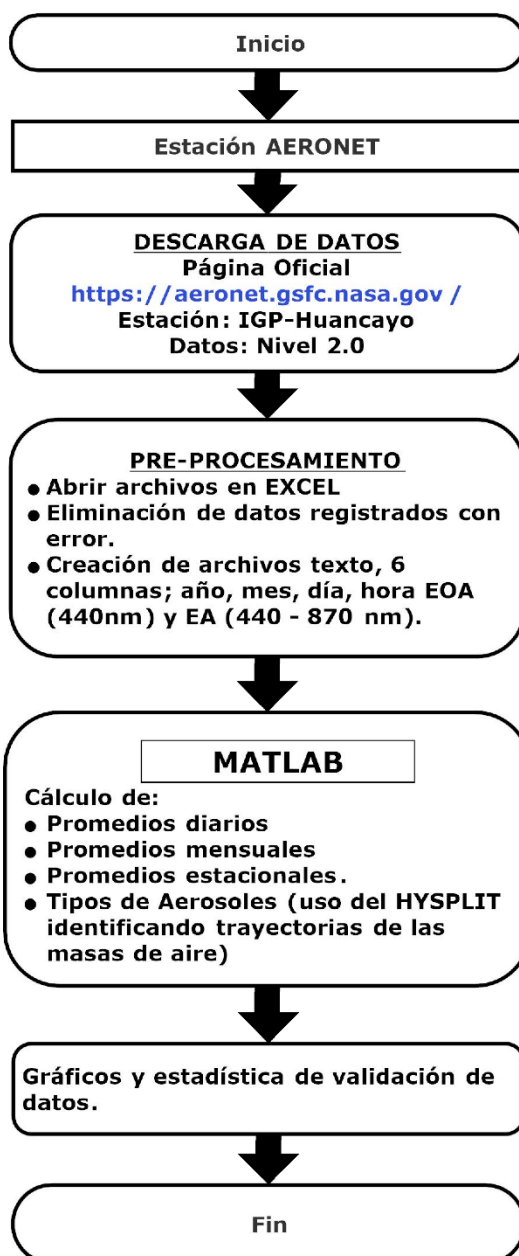 Inicio
Estación AERONET
DESCARGA DE DATOS
Página Oficial
https://aeronet.gsfc.nasa.gov /
Estación: IGP-Huancayo
Datos: Nivel 2.0
PRE-PROCESAMIENTO
● Abrir archivos en EXCEL
● Eliminación de datos registrados con
error.
● Creación de archivos texto, 6
columnas; año, mes, día, hora EOA
(440nm) y EA (440 - 870 nm).
MATLAB
Cálculo de:
● Promedios diarios
● Promedios mensuales
● Promedios estacionales.
● Tipos de Aerosoles (uso del HYSPLIT
identificando trayectorias de las
masas de aire)
Gráficos y estadística de validación de
datos.
Fin